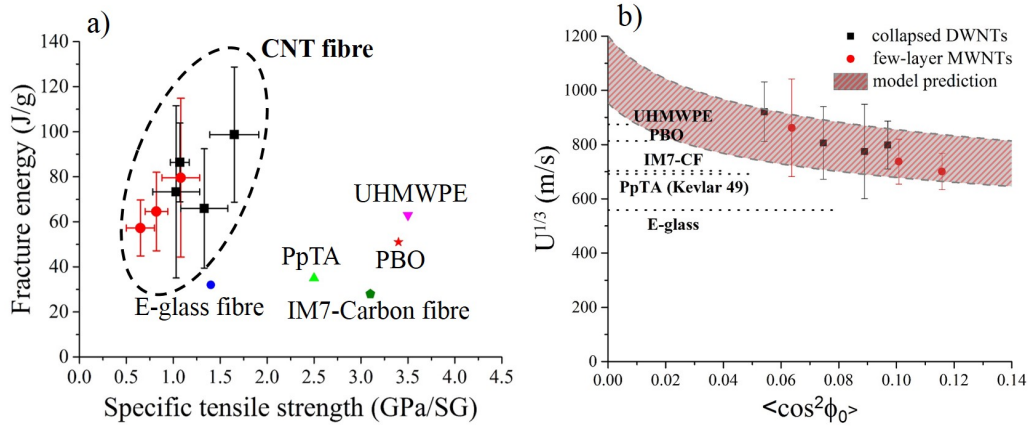 a)
CNT fibre
UHMWPE
PpTA
PBO
E-glass fibre
IM7-Carbon fibre
Fracture energy (J/g)
140
120
100
80
60
40
20
0
0.0 0.5 1.0 1.5 2.0 2.5 3.0 3.5 4.0 4.5
Specific tensile strength (GPa/SG)
b)
collapsed DWNTs
few-layer MWNTs
model prediction
UHMWPE
PBO
IM7-CF
PpTA (Kevlar 49)
E-glass
U1/3 (m/s)
1200
1000
800
600
400
200
0
0.00 0.02 0.04 0.06 0.08 0.10 0.12 0.14
<cos²ϕ₀>